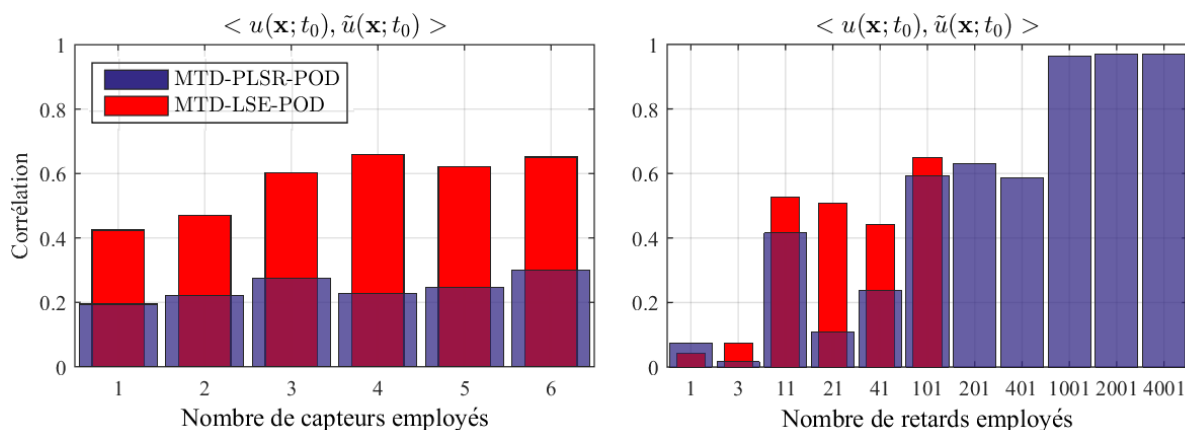 < u(x; t₀), ũ(x; t₀) >
1
0.8
0.6
0.4
0.2
0
Corrélation
MTD-PLSR-POD
MTD-LSE-POD
1 2 3 4 5 6
Nombre de capteurs employés
< u(x; t₀), ũ(x; t₀) >
1
0.8
0.6
0.4
0.2
0
1 3 11 21 41 101 201 401 1001 2001 4001
Nombre de retards employés